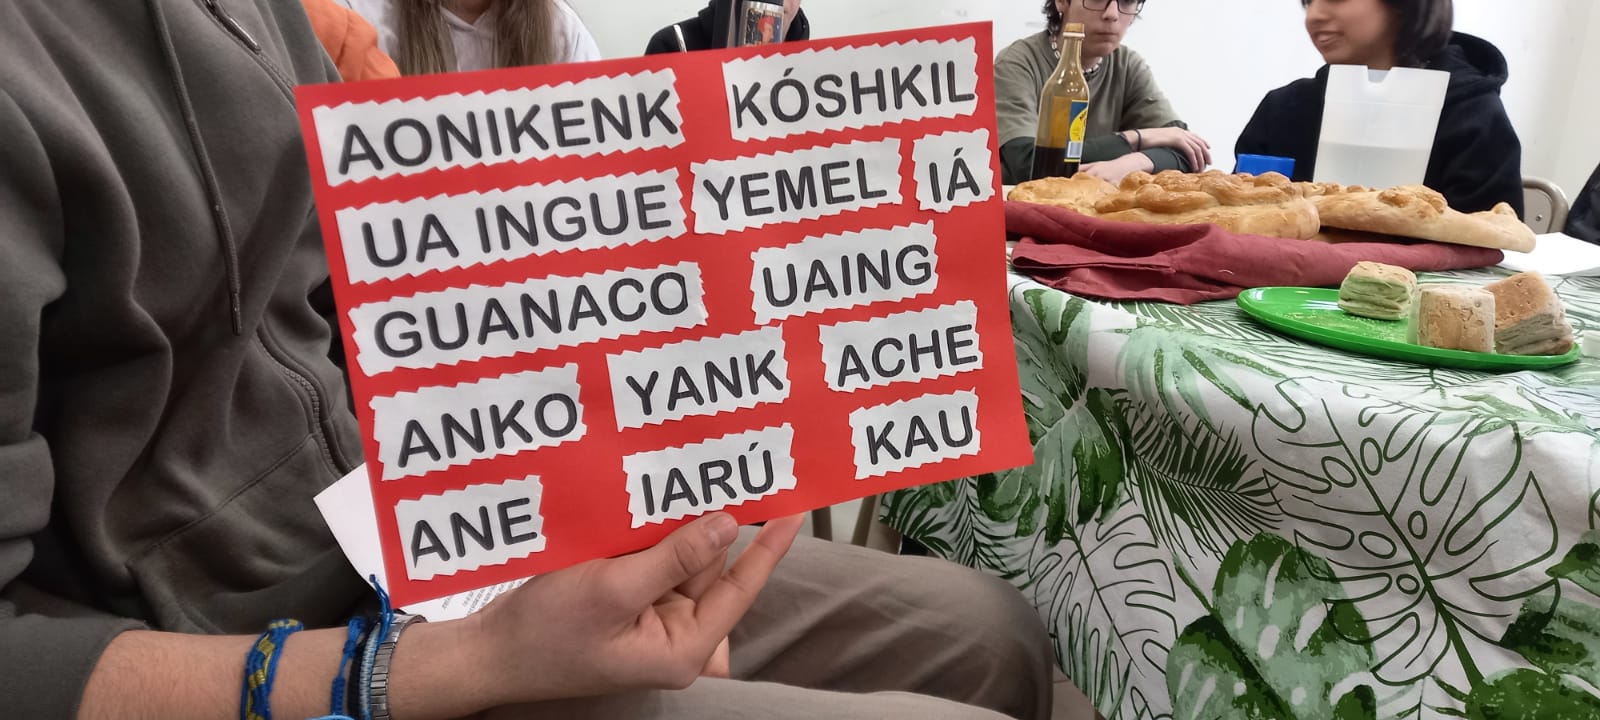 AONIKENK KÓSHKIL
UA INGUE YEMEL IÁ
GUANACO UAING
ANKO YANK ACHE
ANE IARÚ KAU